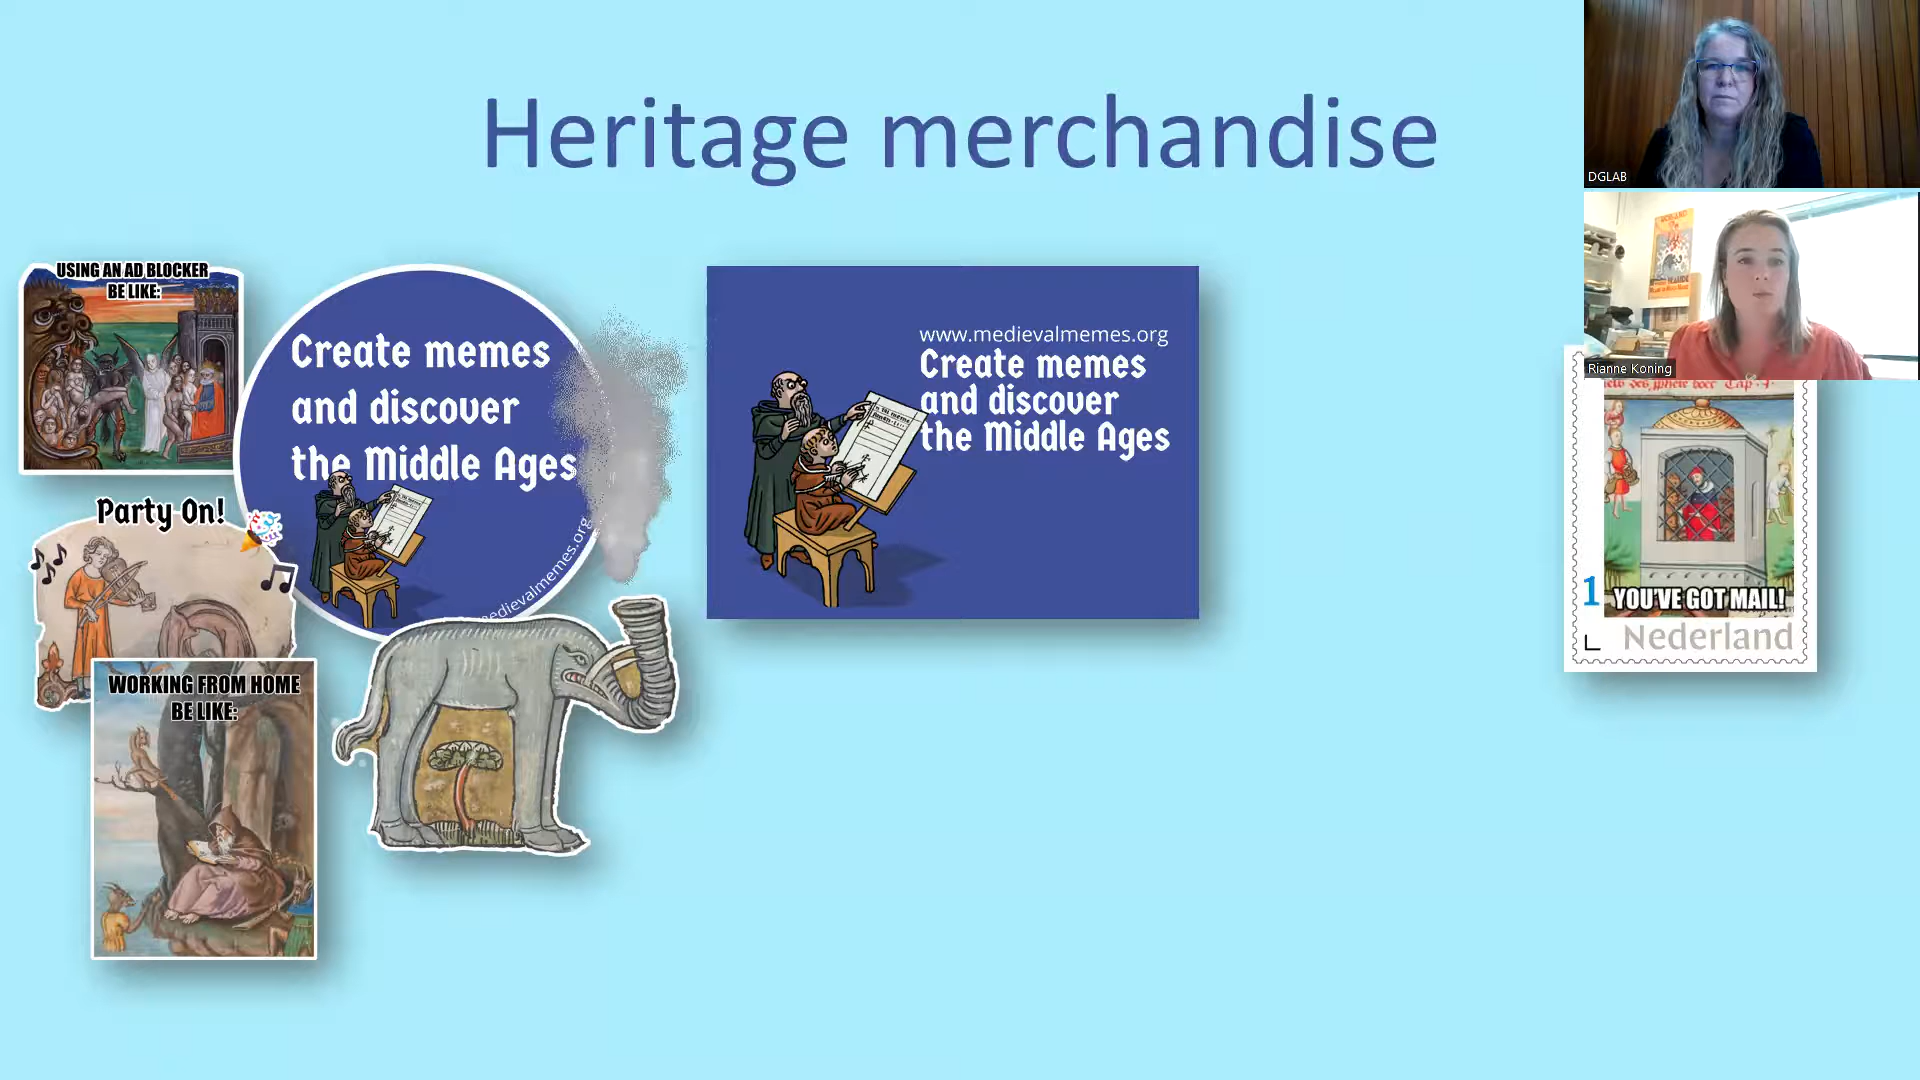 Heritage merchandise
DGLAB
Rianne Koning
USING AN AD BLOCKER
BE LIKE:
Create memes
and discover
the Middle Ages
medievalmemes.org
Party On!
WORKING FROM HOME
BE LIKE:
www.medievalmemes.org
Create memes
and discover
the Middle Ages
1
YOU'VE GOT MAIL!
Nederland